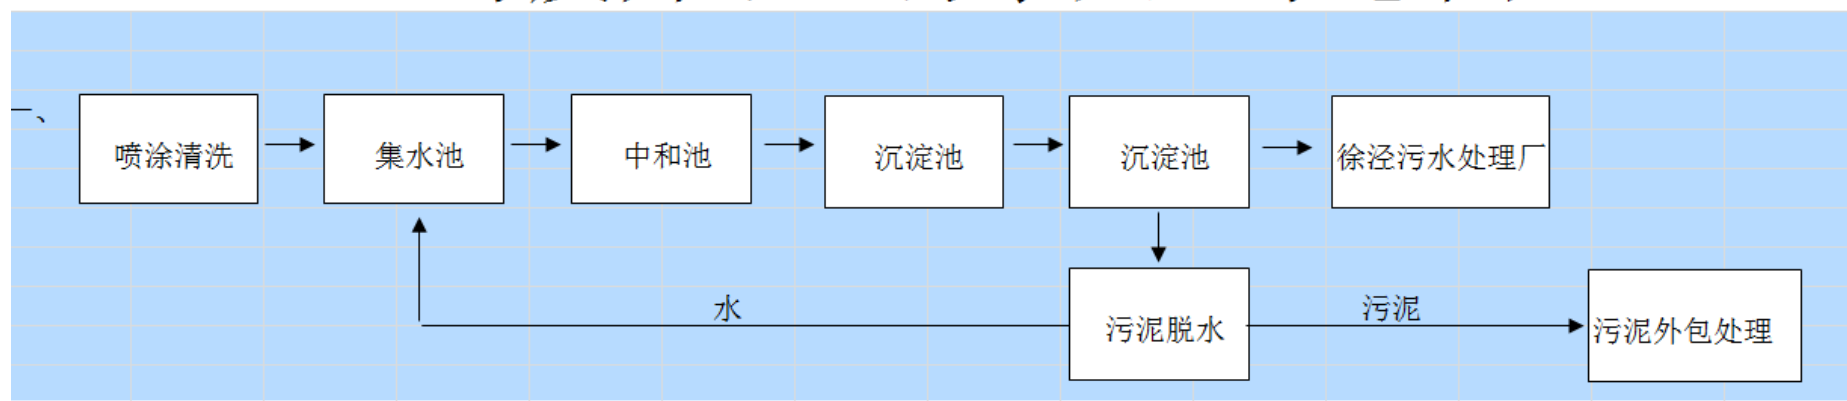 一、
喷涂清洗
集水池
中和池
沉淀池
沉淀池
徐泾污水处理厂
水
污泥脱水
污泥
污泥外包处理